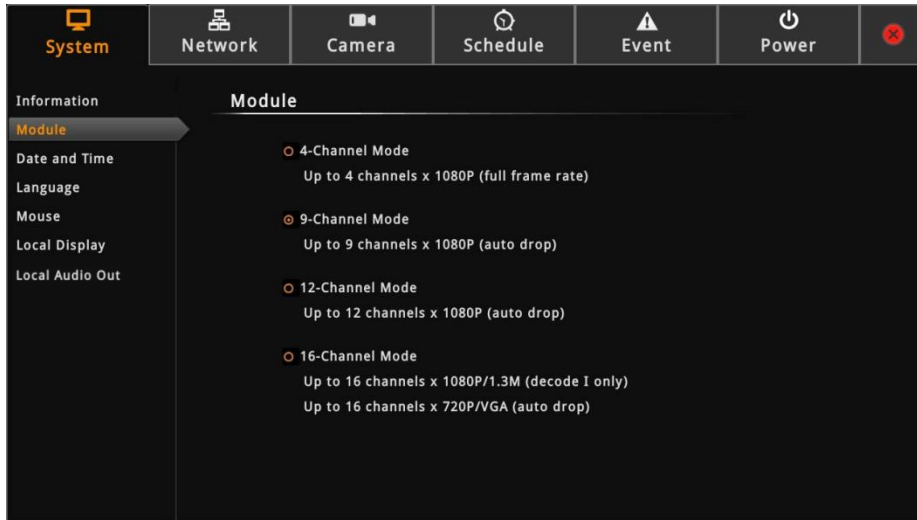 System Network Camera Schedule Event Power
Information
Module
Date and Time
Language
Mouse
Local Display
Local Audio Out
Module
4-Channel Mode
Up to 4 channels x 1080P (full frame rate)
9-Channel Mode
Up to 9 channels x 1080P (auto drop)
12-Channel Mode
Up to 12 channels x 1080P (auto drop)
16-Channel Mode
Up to 16 channels x 1080P/1.3M (decode I only)
Up to 16 channels x 720P/VGA (auto drop)